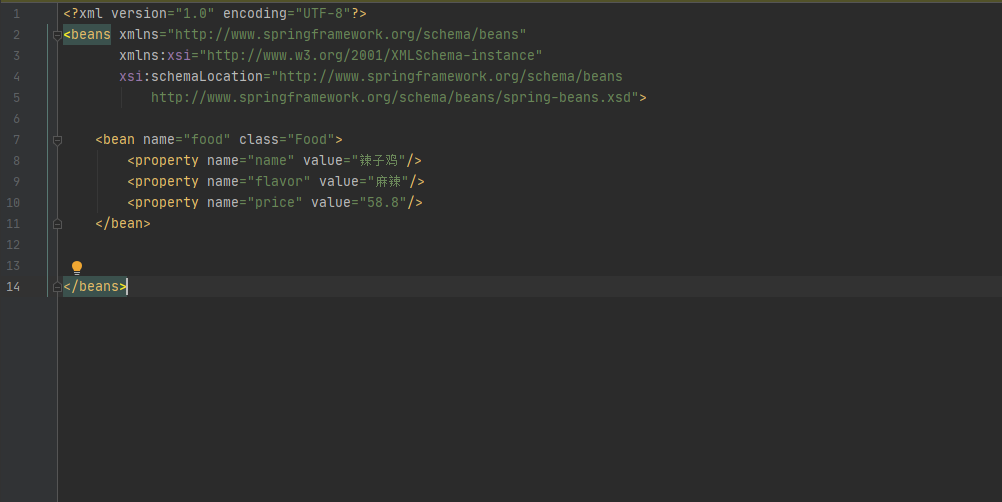 1 <?xml version="1.0" encoding="UTF-8"?>
2 <beans xmlns="http://www.springframework.org/schema/beans"
3 xmlns:xsi="http://www.w3.org/2001/XMLSchema-instance"
4 xsi:schemaLocation="http://www.springframework.org/schema/beans
5 http://www.springframework.org/schema/beans/spring-beans.xsd">
6
7 <bean name="food" class="Food">
8 <property name="name" value="辣子鸡"/>
9 <property name="flavor" value="麻辣"/>
10 <property name="price" value="58.8"/>
11 </bean>
12
13
14 </beans>